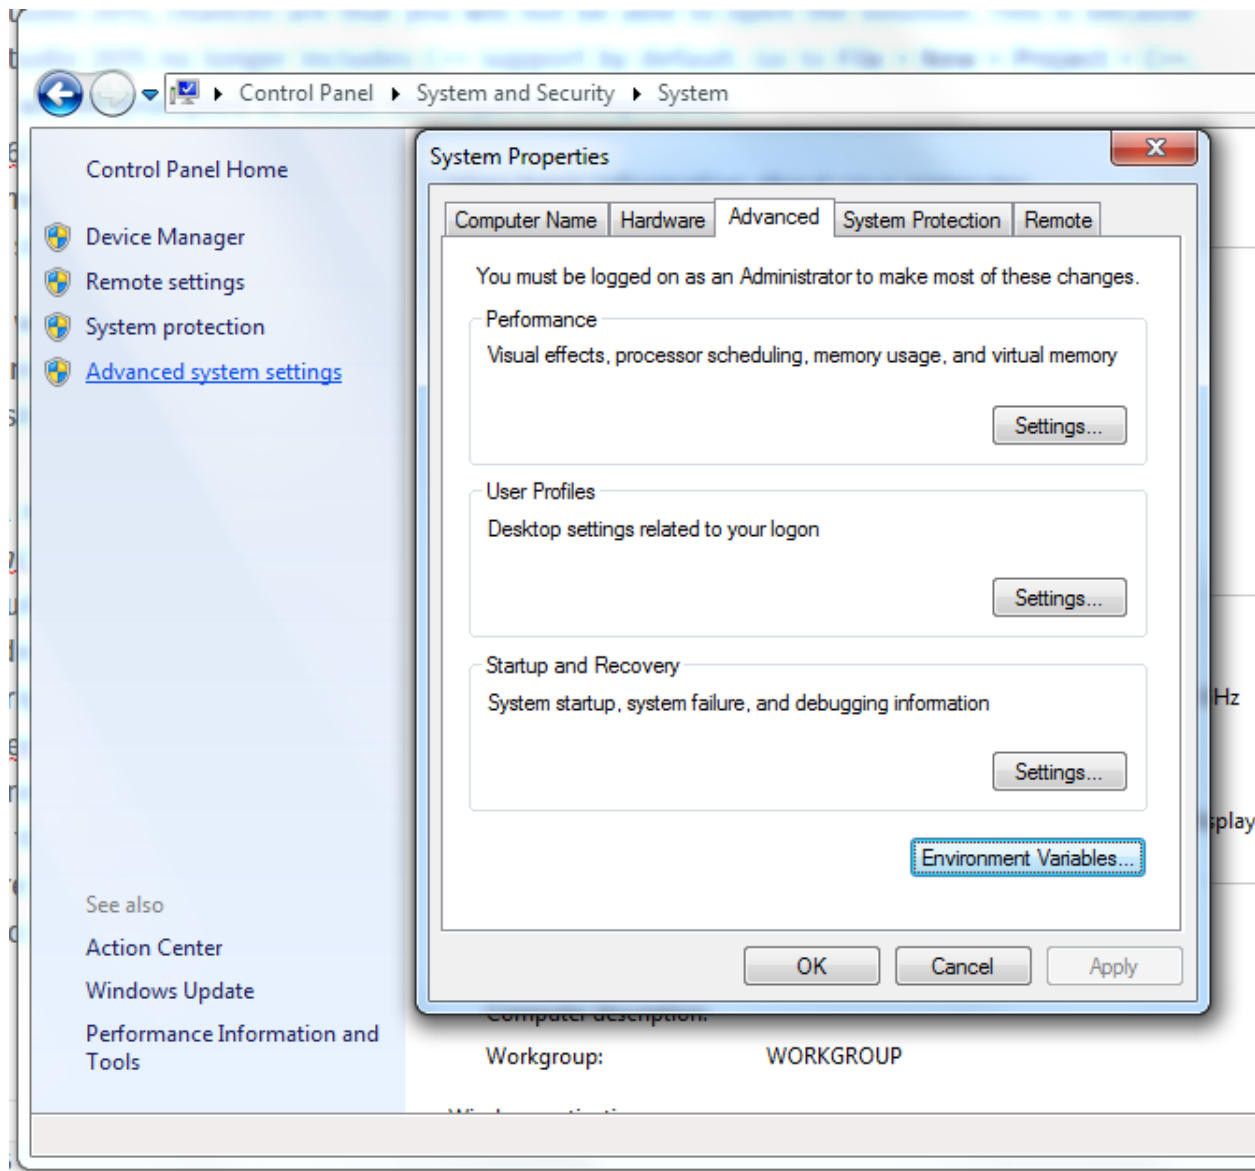 Control Panel
System and Security
System
Control Panel Home
Device Manager
Remote settings
System protection
Advanced system settings
See also
Action Center
Windows Update
Performance Information and
Tools
System Properties
Computer Name
Hardware
Advanced
System Protection
Remote
You must be logged on as an Administrator to make most of these changes.
Performance
Visual effects, processor scheduling, memory usage, and virtual memory
Settings...
User Profiles
Desktop settings related to your logon
Settings...
Startup and Recovery
System startup, system failure, and debugging information
Settings...
Environment Variables...
OK
Cancel
Apply
Hz
splay
Computer description:
Workgroup: WORKGROUP